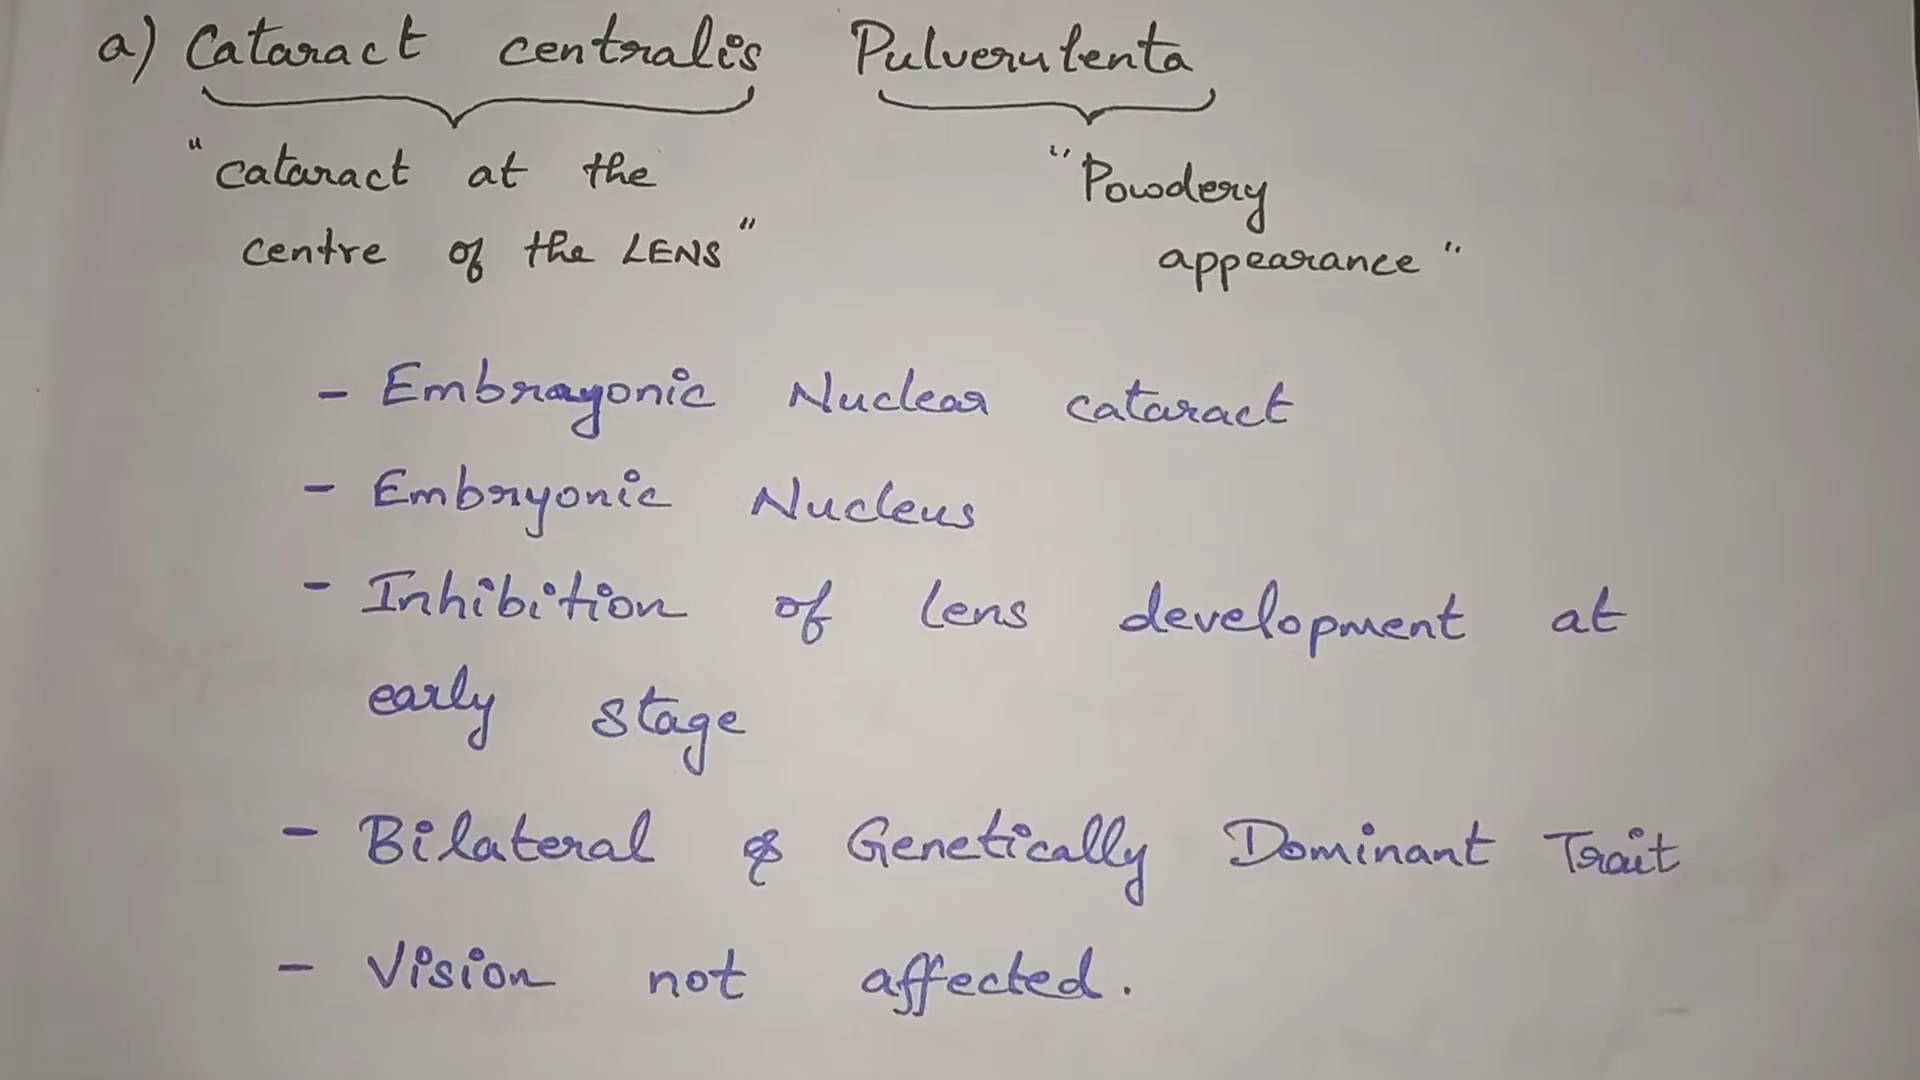 a) Cataract centralis Pulverulenta
"cataract at the "Powdery
centre of the LENS" appearance"
- Embrayonic Nuclear cataract
- Embryonic Nucleus
- Inhibition of lens development at
early stage
- Bilateral & Genetically Dominant Trait
- Vision not affected.